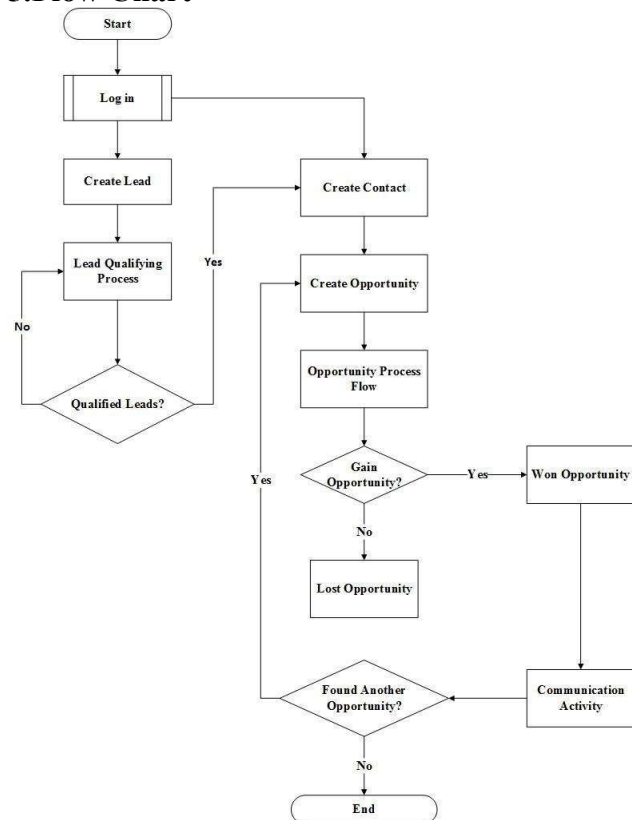 Start
Log in
Create Lead
Create Contact
Lead Qualifying
Process
Yes
Create Opportunity
No
Opportunity Process
Flow
Qualified Leads?
Gain
Opportunity?
Yes
Won Opportunity
Yes
No
Lost Opportunity
Found Another
Opportunity?
Communication
Activity
No
End